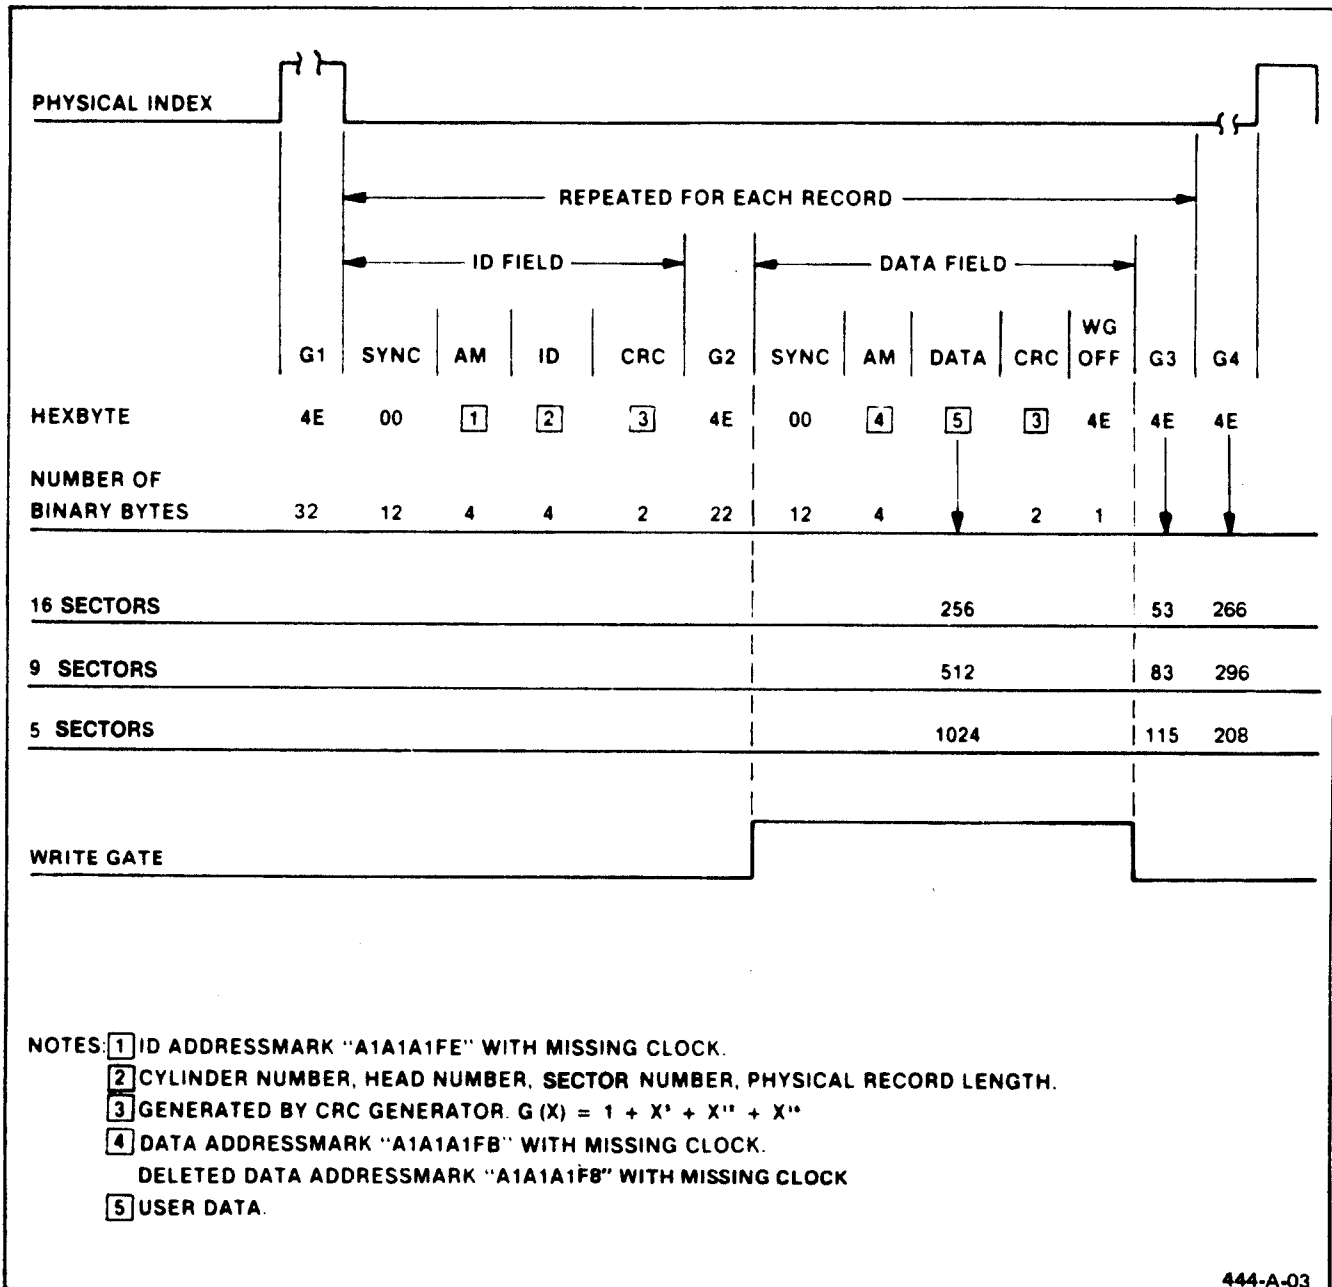 PHYSICAL INDEX
REPEATED FOR EACH RECORD
ID FIELD DATA FIELD
WG
G1 SYNC AM ID CRC G2 SYNC AM DATA CRC OFF G3 G4
HEXBYTE 4E 00 1 2 3 4E 00 4 5 3 4E 4E 4E
NUMBER OF
BINARY BYTES 32 12 4 4 2 22 12 4 2 1
16 SECTORS 256 53 266
9 SECTORS 512 83 296
5 SECTORS 1024 115 208
WRITE GATE
NOTES: 1 ID ADDRESSMARK "A1A1A1FE" WITH MISSING CLOCK.
2 CYLINDER NUMBER, HEAD NUMBER, SECTOR NUMBER, PHYSICAL RECORD LENGTH.
3 GENERATED BY CRC GENERATOR. G (X) = 1 + X⁵ + X¹² + X¹⁶
4 DATA ADDRESSMARK "A1A1A1FB" WITH MISSING CLOCK.
DELETED DATA ADDRESSMARK "A1A1A1F8" WITH MISSING CLOCK
5 USER DATA.
444-A-03